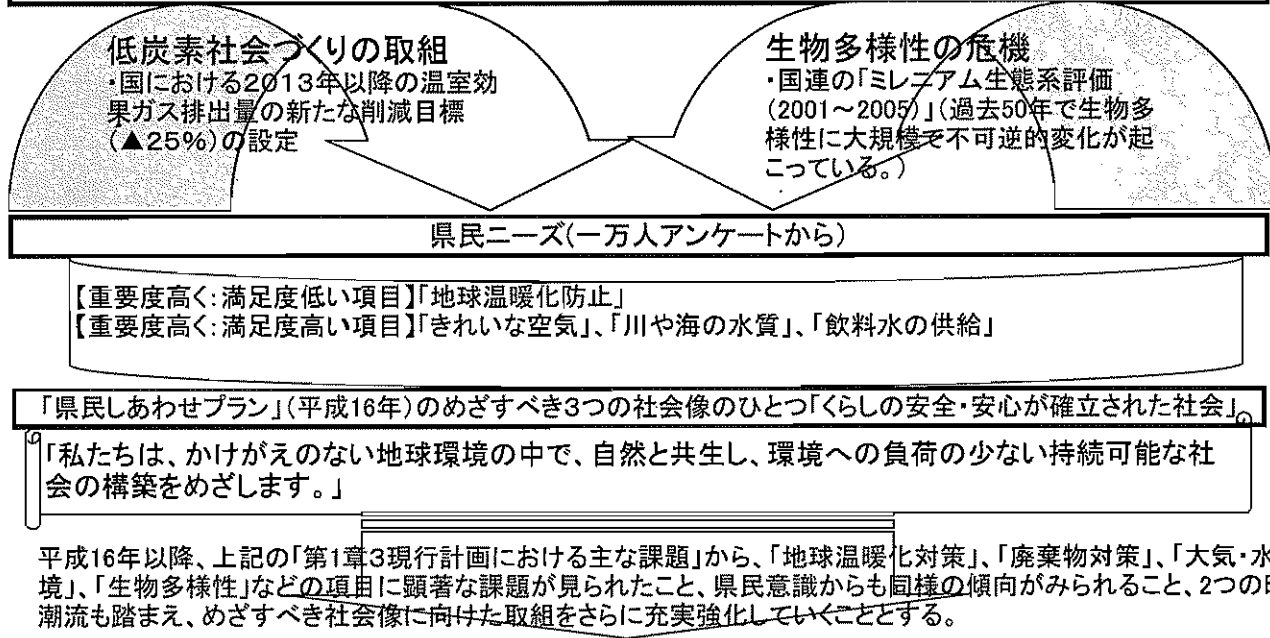 低炭素社会づくりの取組
・国における2013年以降の温室効
果ガス排出量の新たな削減目標
(▲25%)の設定
生物多様性の危機
・国連の「ミレニアム生態系評価
(2001～2005)」(過去50年で生物多
様性に大規模で不可逆的変化が起
こっている。)
県民ニーズ(一万人アンケートから)
【重要度高く:満足度低い項目】「地球温暖化防止」
【重要度高く:満足度高い項目】「きれいな空気」、「川や海の水質」、「飲料水の供給」
「県民しあわせプラン」(平成16年)のめざすべき3つの社会像のひとつ「くらしの安全・安心が確立された社会」。
「私たちは、かけがえのない地球環境の中で、自然と共生し、環境への負荷の少ない持続可能な社
会の構築をめざします。」
平成16年以降、上記の「第1章3現行計画における主な課題」から、「地球温暖化対策」、「廃棄物対策」、「大気・水
境」、「生物多様性」などの項目に顕著な課題が見られたこと、県民意識からも同様の傾向がみられること、2つの
潮流も踏まえ、めざすべき社会像に向けた取組をさらに充実強化していくこととする。